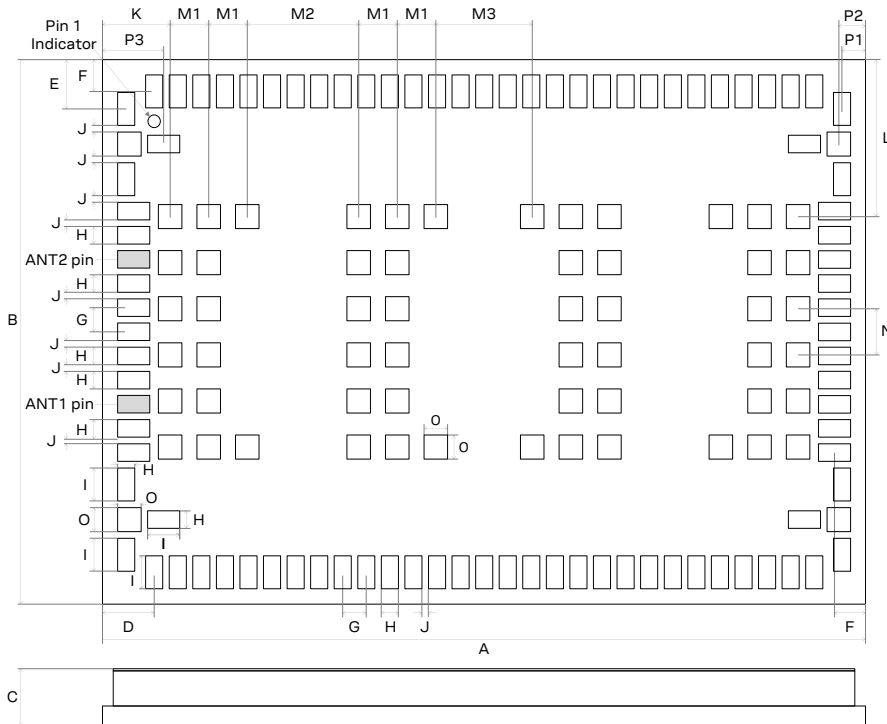 K M1 M1 M2 M1 M1 M3 P2
Pin 1
Indicator
P3 P1
F
E
L
J
J
J
J
H
ANT2 pin
H
J
B G N
J
H
J
H
ANT1 pin
O
H
J O
H
I
O
O H
I
I I
D G H J F
A
C